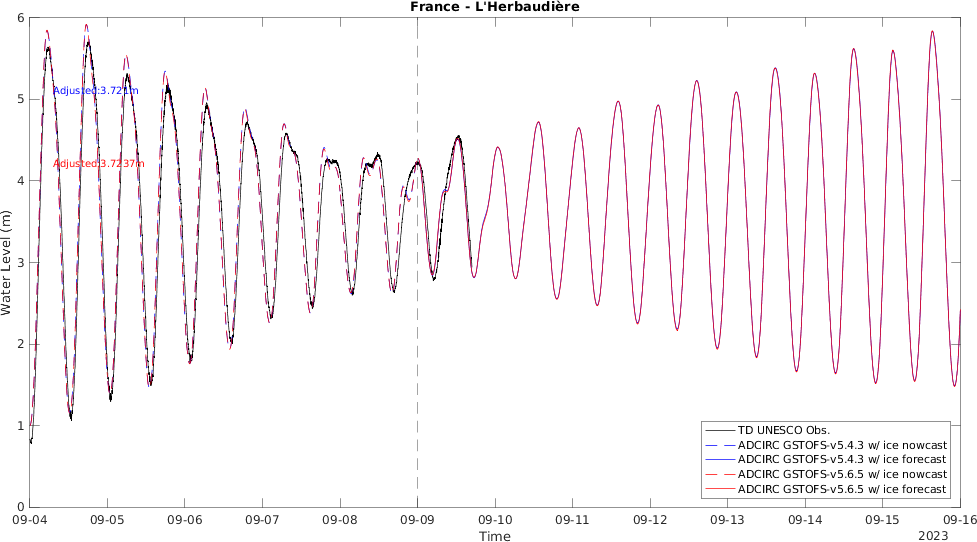 France - L'Herbaudière
6
5
4
3
2
1
0
Water Level (m)
Adjusted:3.721m
Adjusted:3.7237m
TD UNESCO Obs.
ADCIRC GSTOFS-v5.4.3 w/ ice nowcast
ADCIRC GSTOFS-v5.4.3 w/ ice forecast
ADCIRC GSTOFS-v5.6.5 w/ ice nowcast
ADCIRC GSTOFS-v5.6.5 w/ ice forecast
09-04 09-05 09-06 09-07 09-08 09-09 09-10 09-11 09-12 09-13 09-14 09-15 09-16
Time
2023